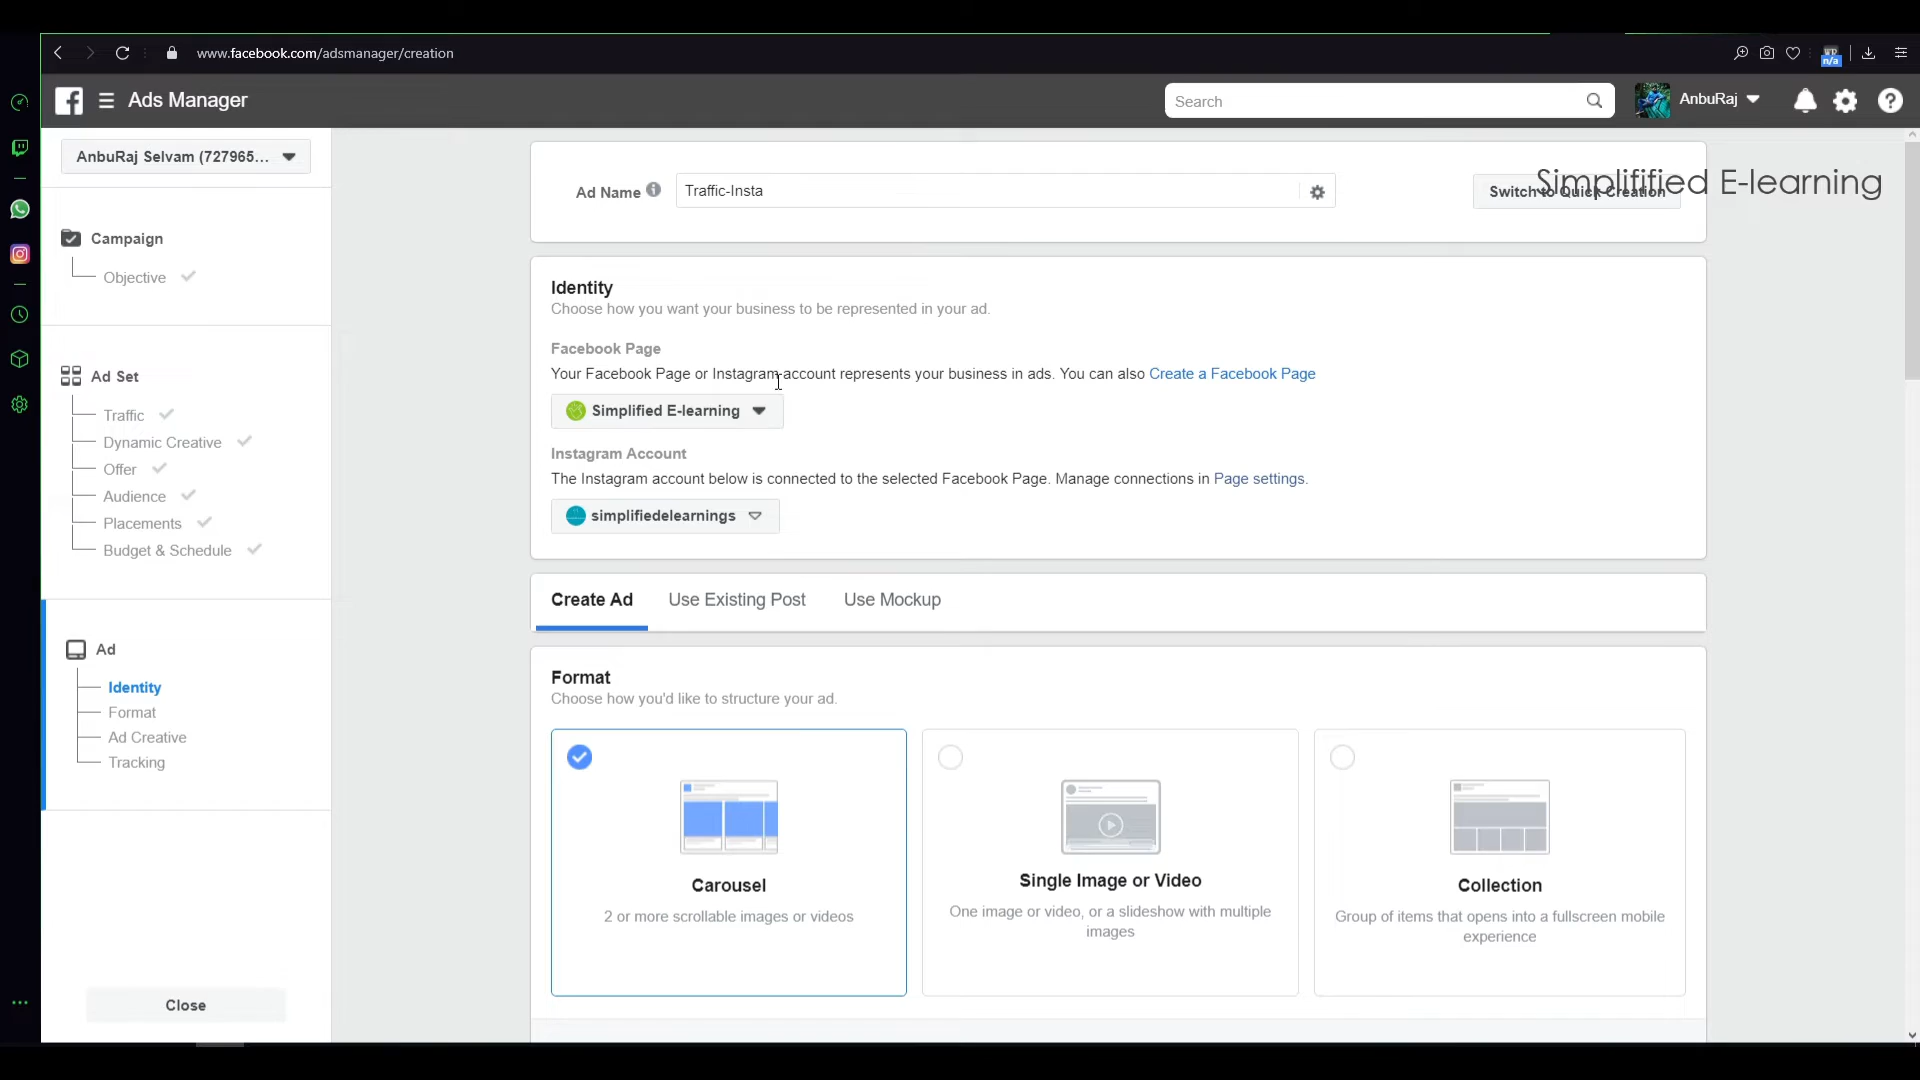 www.facebook.com/adsmanager/creation
n/a
Ads Manager
Search
AnbuRaj
AnbuRaj Selvam (727965...
Campaign
Objective
Ad Set
Traffic
Dynamic Creative
Offer
Audience
Placements
Budget & Schedule
Ad
Identity
Format
Ad Creative
Tracking
Close
Ad Name
Traffic-Insta
Switch to Quick Creation
Simplifified E-learning
Identity
Choose how you want your business to be represented in your ad.
Facebook Page
Your Facebook Page or Instagram account represents your business in ads. You can also Create a Facebook Page
Simplified E-learning
Instagram Account
The Instagram account below is connected to the selected Facebook Page. Manage connections in Page settings.
simplifiedelearnings
Create Ad Use Existing Post Use Mockup
Format
Choose how you'd like to structure your ad.
Carousel
2 or more scrollable images or videos
Single Image or Video
One image or video, or a slideshow with multiple
images
Collection
Group of items that opens into a fullscreen mobile
experience